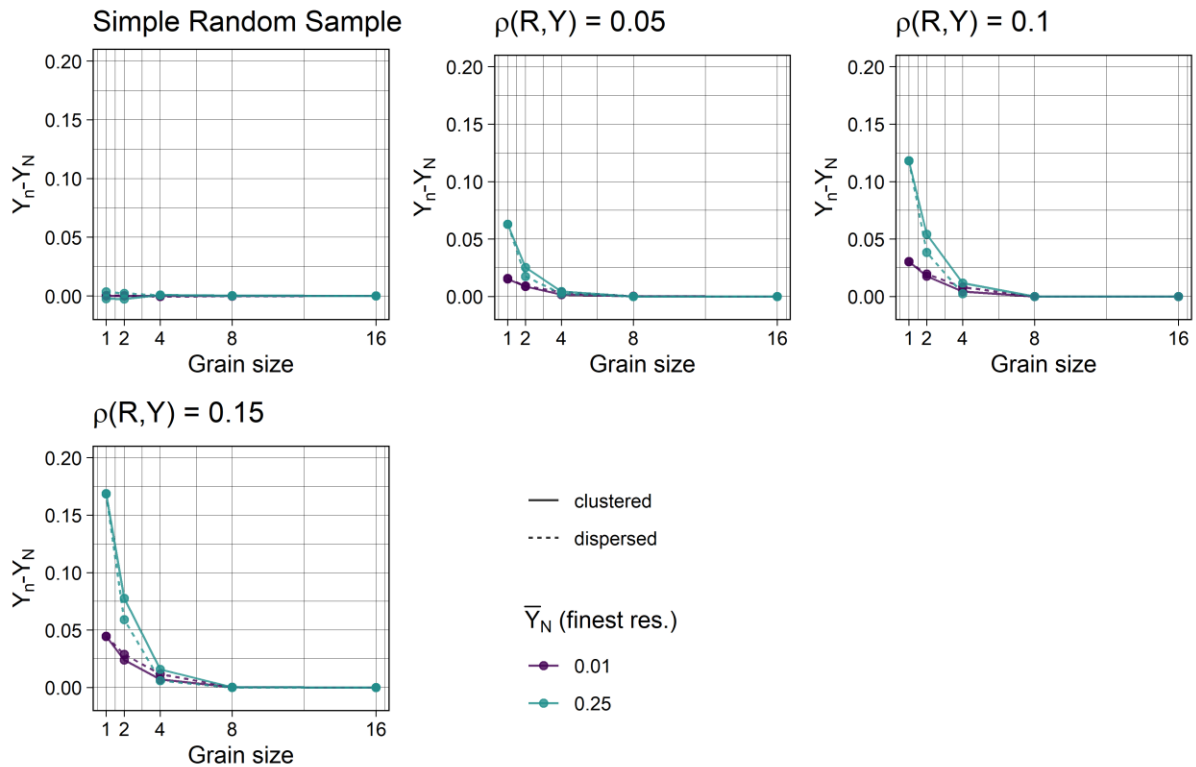 Simple Random Sample
0.20
0.15
0.10
0.05
0.00
Yn-YN
1 2 4 8 16
Grain size
ρ(R,Y) = 0.05
0.20
0.15
0.10
0.05
0.00
Yn-YN
1 2 4 8 16
Grain size
ρ(R,Y) = 0.1
0.20
0.15
0.10
0.05
0.00
Yn-YN
1 2 4 8 16
Grain size
ρ(R,Y) = 0.15
0.20
0.15
0.10
0.05
0.00
Yn-YN
1 2 4 8 16
Grain size
clustered
dispersed
Y̅N (finest res.)
0.01
0.25